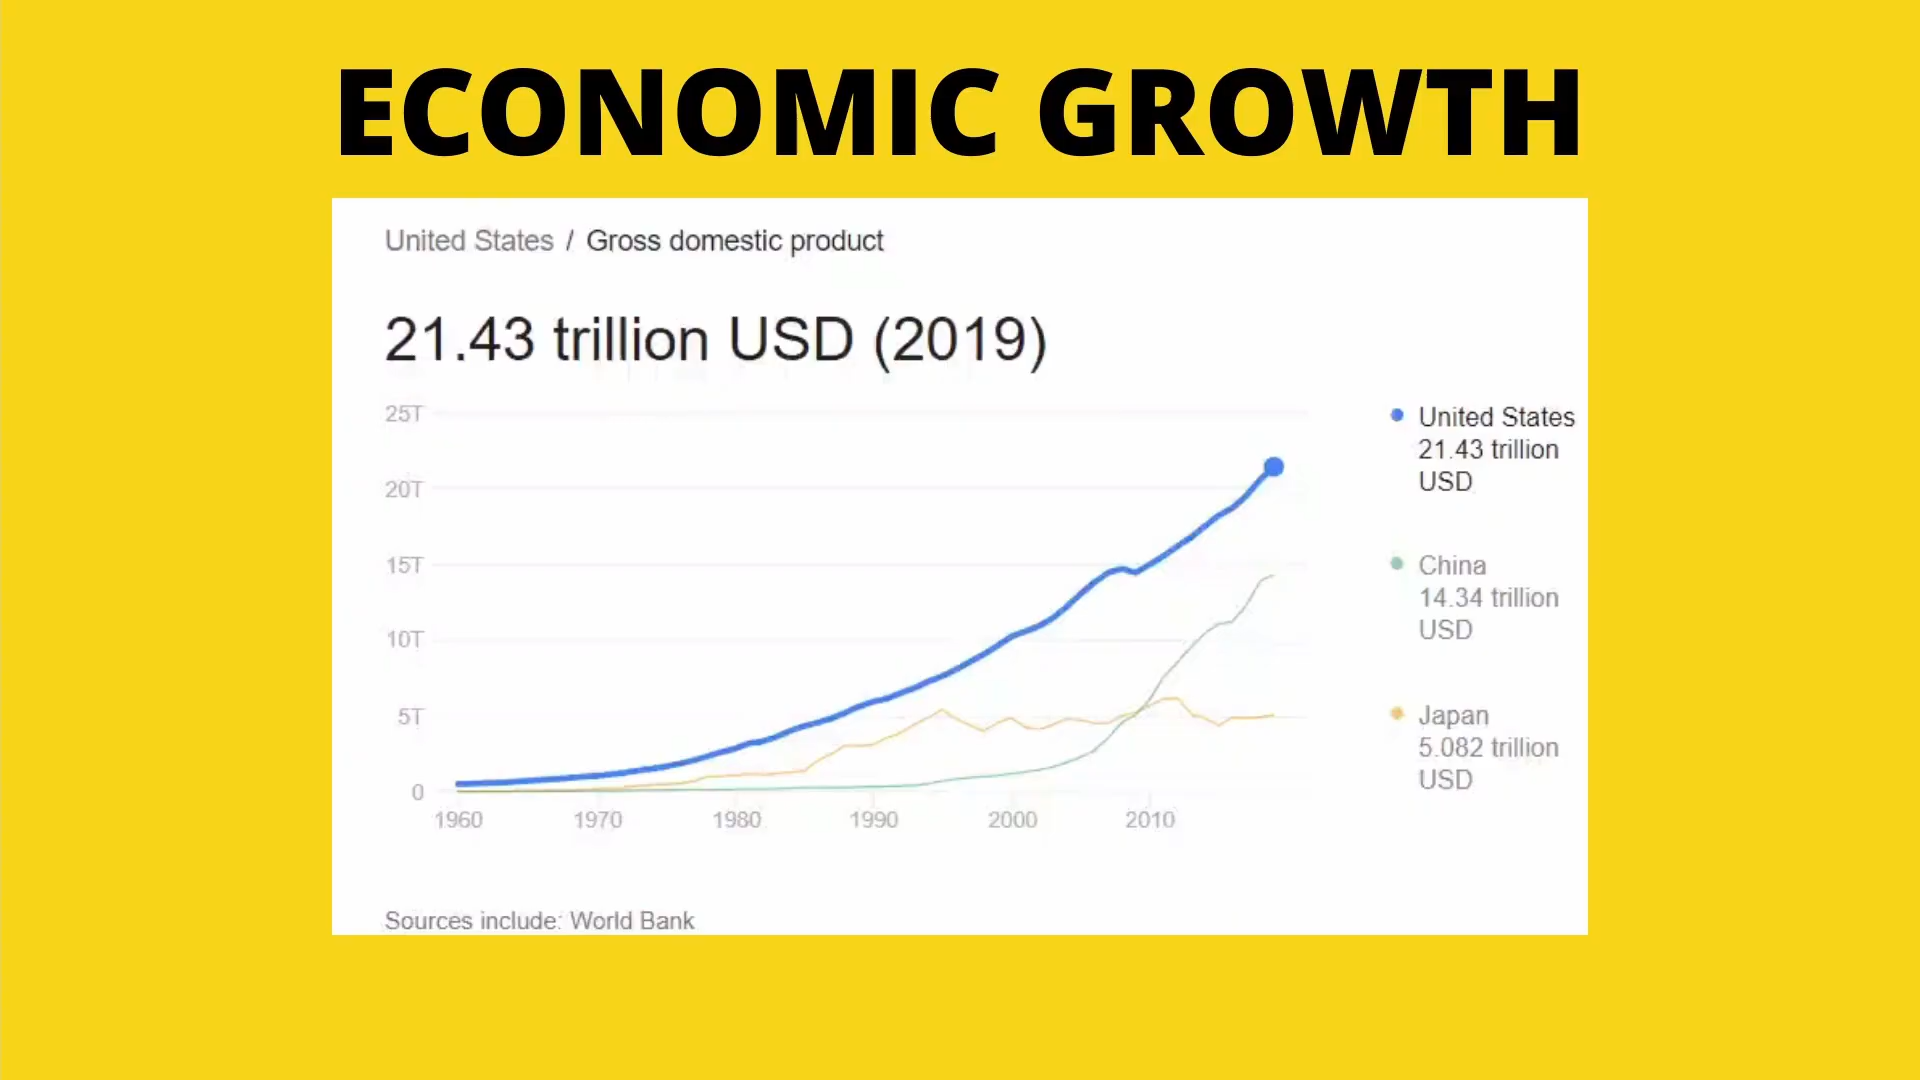 ECONOMIC GROWTH
United States / Gross domestic product
21.43 trillion USD (2019)
25T
20T
15T
10T
5T
0
1960 1970 1980 1990 2000 2010
United States
21.43 trillion
USD
China
14.34 trillion
USD
Japan
5.082 trillion
USD
Sources include: World Bank